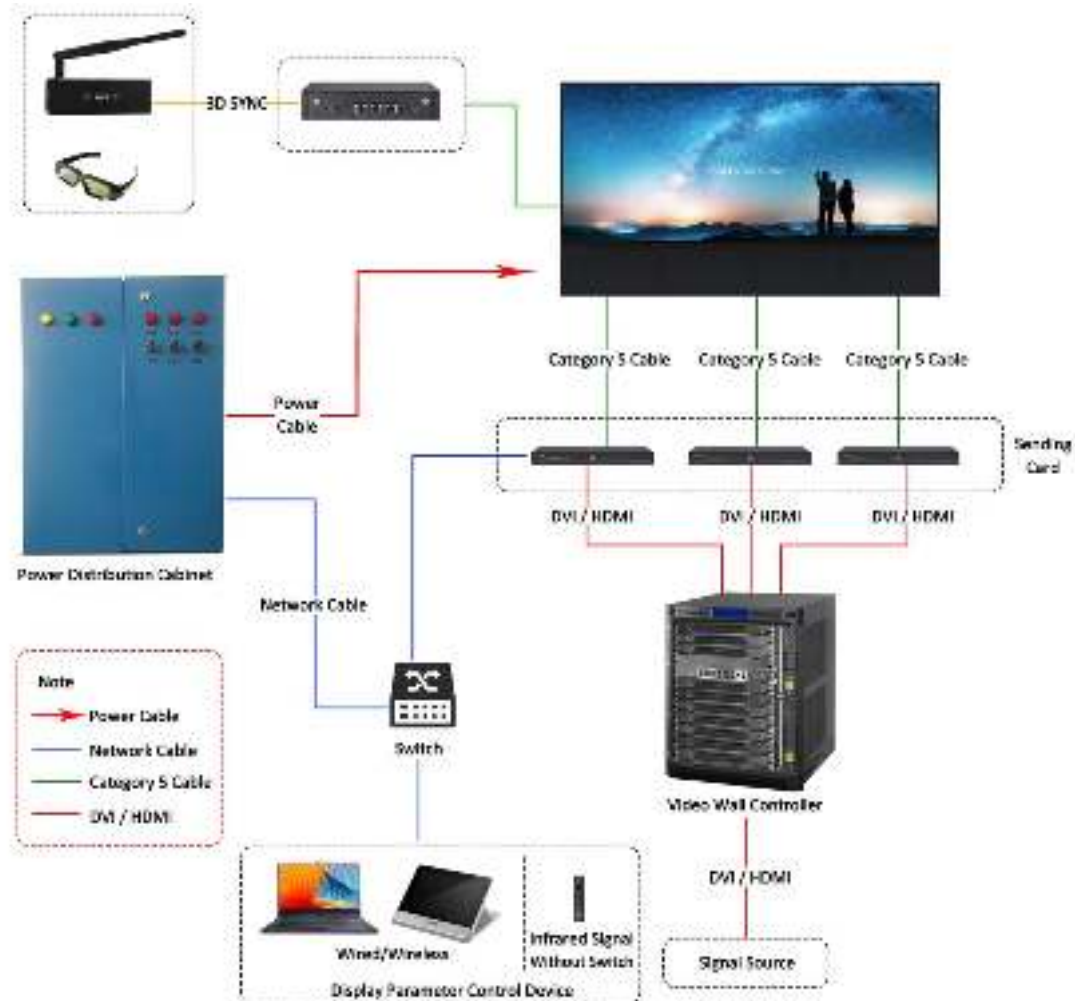 3D SYNC
Category 5 Cable
Category 5 Cable
Category 5 Cable
Power
Cable
Sending
Card
DVI / HDMI
DVI / HDMI
DVI / HDMI
Power Distribution Cabinet
Network Cable
Note
Power Cable
Network Cable
Category 5 Cable
DVI / HDMI
Switch
Video Wall Controller
DVI / HDMI
Wired/Wireless
Infrared Signal
Without Switch
Signal Source
Display Parameter Control Device